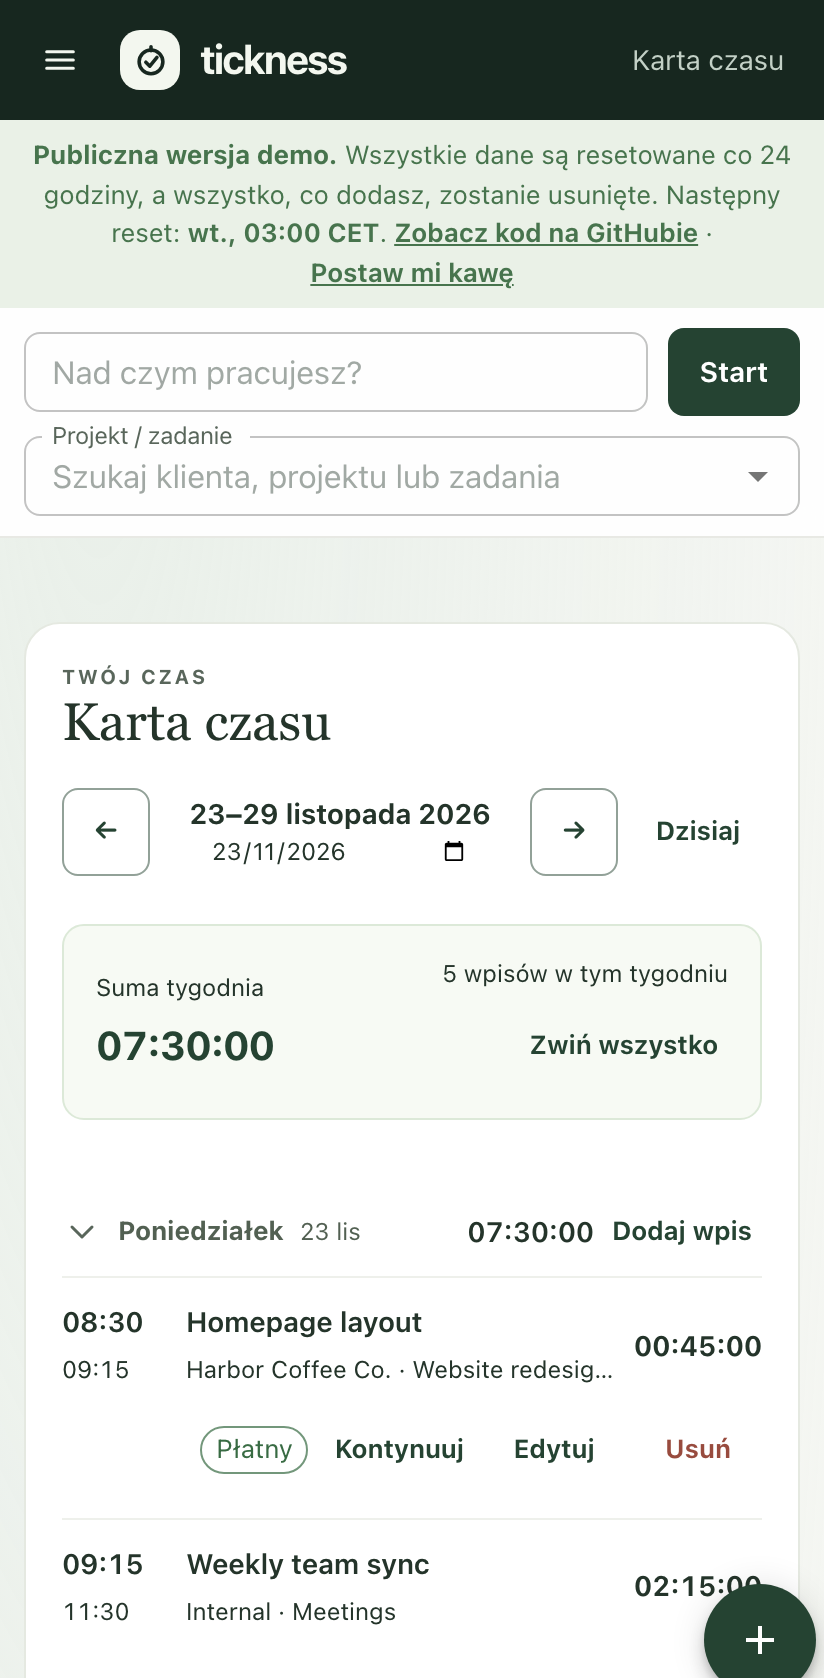 tickness
Karta czasu
Publiczna wersja demo. Wszystkie dane są resetowane co 24
godziny, a wszystko, co dodasz, zostanie usunięte. Następny
reset: wt., 03:00 CET. Zobacz kod na GitHubie ·
Postaw mi kawę
Nad czym pracujesz?
Start
Projekt / zadanie
Szukaj klienta, projektu lub zadania
TWÓJ CZAS
Karta czasu
23–29 listopada 2026
23/11/2026
Dzisiaj
Suma tygodnia
07:30:00
5 wpisów w tym tygodniu
Zwiń wszystko
Poniedziałek 23 lis 07:30:00 Dodaj wpis
08:30 Homepage layout
09:15 Harbor Coffee Co. · Website redesig...
00:45:00
Płatny Kontynuuj Edytuj Usuń
09:15 Weekly team sync
11:30 Internal · Meetings
02:15:00